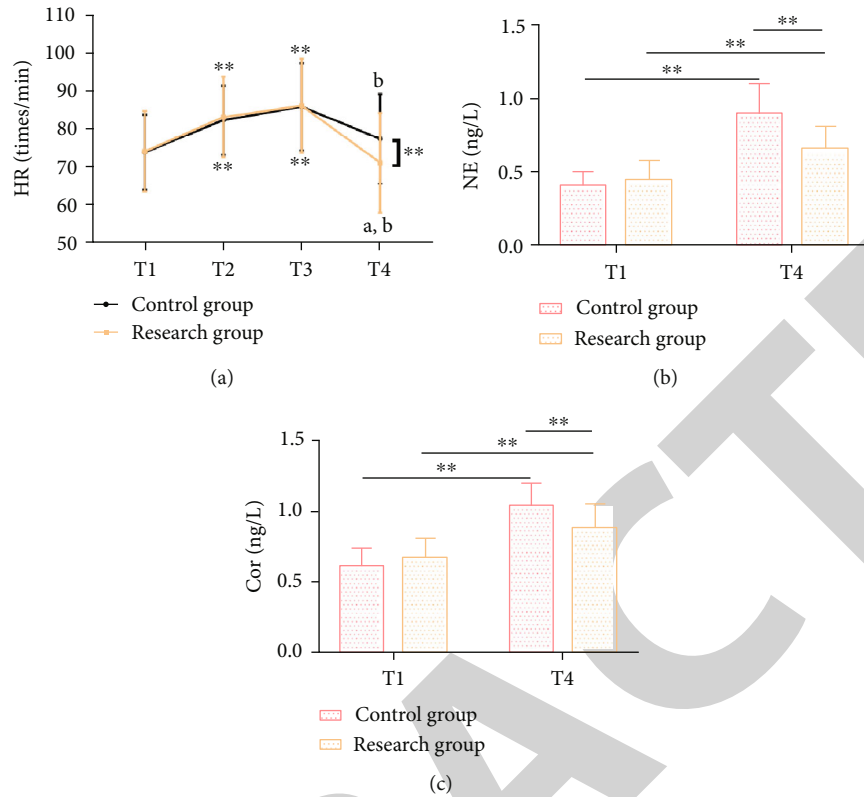 HR (times/min)
110
100
90
80
70
60
50
**
**
**
**
b
**
a, b
T1
T2
T3
T4
Control group
Research group
(a)
NE (ng/L)
1.5
1.0
0.5
0.0
**
**
**
T1
T4
Control group
Research group
(b)
Cor (ng/L)
1.5
1.0
0.5
0.0
**
**
**
T1
T4
Control group
Research group
(c)
ACT